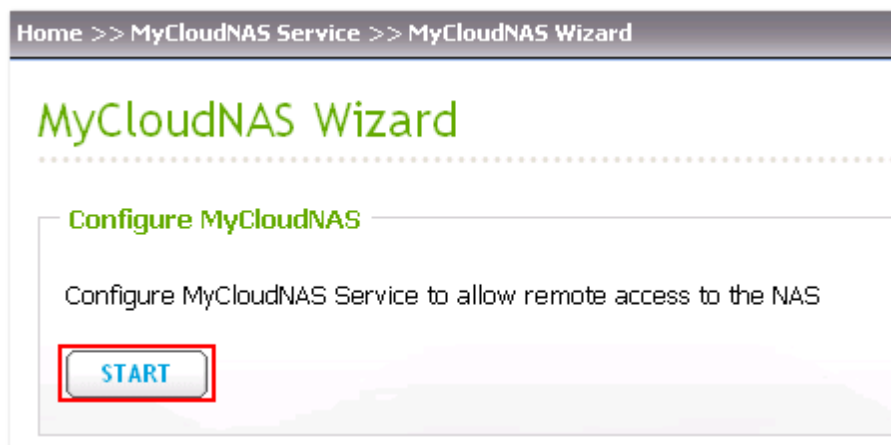 Home >> MyCloudNAS Service >> MyCloudNAS Wizard
MyCloudNAS Wizard
Configure MyCloudNAS
Configure MyCloudNAS Service to allow remote access to the NAS
START